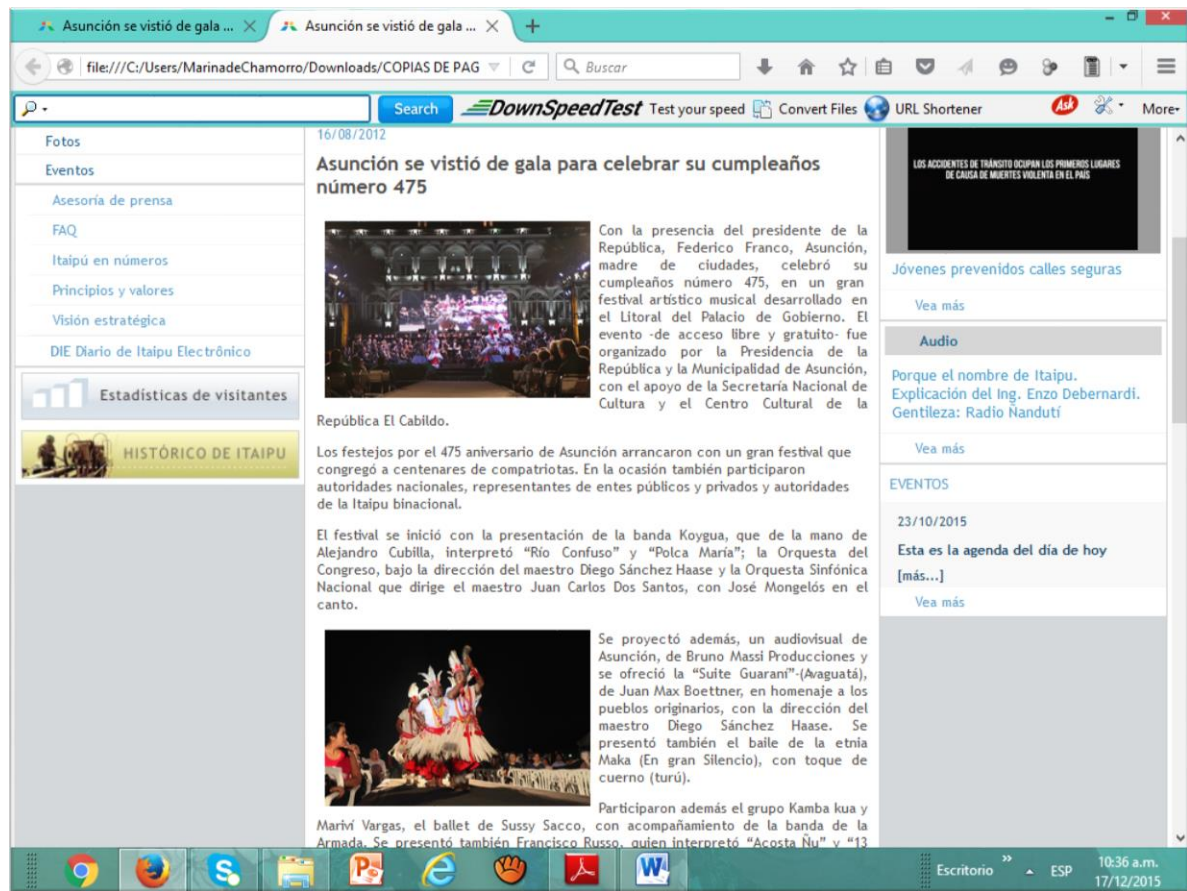 Asunción se vistió de gala ...
Asunción se vistió de gala ...
file:///C:/Users/MarinadeChamorro/Downloads/COPIAS DE PAG
Buscar
Search
DownSpeedTest Test your speed Convert Files URL Shortener
Ask
More
Fotos
Eventos
Asesoría de prensa
FAQ
Itaipú en números
Principios y valores
Visión estratégica
DIE Diario de Itaipu Electrónico
Estadísticas de visitantes
HISTÓRICO DE ITAIPU
16/08/2012
Asunción se vistió de gala para celebrar su cumpleaños
número 475
Con la presencia del presidente de la
República, Federico Franco, Asunción,
madre de ciudades, celebró su
cumpleaños número 475, en un gran
festival artístico musical desarrollado en
el Litoral del Palacio de Gobierno. El
evento -de acceso libre y gratuito- fue
organizado por la Presidencia de la
República y la Municipalidad de Asunción,
con el apoyo de la Secretaría Nacional de
Cultura y el Centro Cultural de la
República El Cabildo.
Los festejos por el 475 aniversario de Asunción arrancaron con un gran festival que
congregó a centenares de compatriotas. En la ocasión también participaron
autoridades nacionales, representantes de entes públicos y privados y autoridades
de la Itaipu binacional.
El festival se inició con la presentación de la banda Koygua, que de la mano de
Alejandro Cubilla, interpretó “Río Confuso” y “Polca María”; la Orquesta del
Congreso, bajo la dirección del maestro Diego Sánchez Haase y la Orquesta Sinfónica
Nacional que dirige el maestro Juan Carlos Dos Santos, con José Mongelós en el
canto.
Se proyectó además, un audiovisual de
Asunción, de Bruno Massi Producciones y
se ofreció la “Suite Guaraní”-(Avaguatá),
de Juan Max Boettner, en homenaje a los
pueblos originarios, con la dirección del
maestro Diego Sánchez Haase. Se
presentó también el baile de la etnia
Maka (En gran Silencio), con toque de
cuerno (turú).
Participaron además el grupo Kamba kua y
Mariví Vargas, el ballet de Sussy Sacco, con acompañamiento de la banda de la
Armada. Se presentó también Francisco Russo, quien interpretó “Acosta Ñu” y “13
LOS ACCIDENTES DE TRÁNSITO OCUPAN LOS PRIMEROS LUGARES
DE CAUSA DE MUERTES VIOLENTA EN EL PAÍS
Jóvenes prevenidos calles seguras
Vea más
Audio
Porque el nombre de Itaipu.
Explicación del Ing. Enzo Debernardi.
Gentileza: Radio Ñandutí
Vea más
EVENTOS
23/10/2015
Esta es la agenda del día de hoy
[más...]
Vea más
Escritorio
ESP
10:36 a.m.
17/12/2015